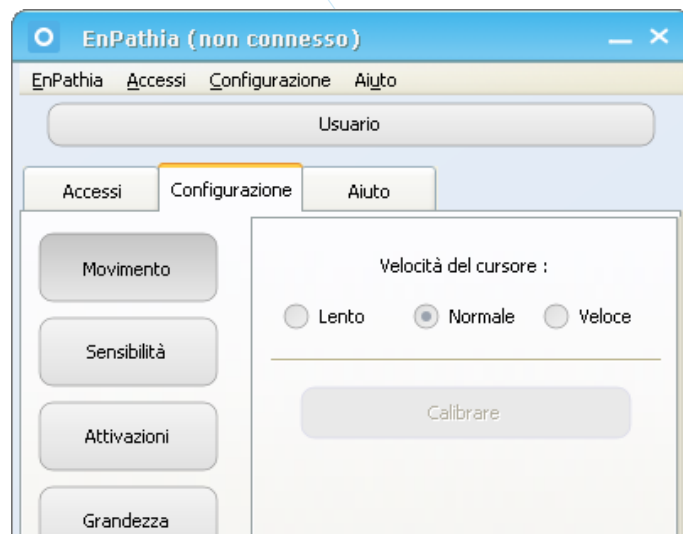 EnPathia (non connesso)
EnPathia Accessi Configurazione Aiuto
Usuario
Accessi Configurazione Aiuto
Movimento
Velocità del cursore :
Lento Normale Veloce
Sensibilità
Calibrare
Attivazioni
Grandezza